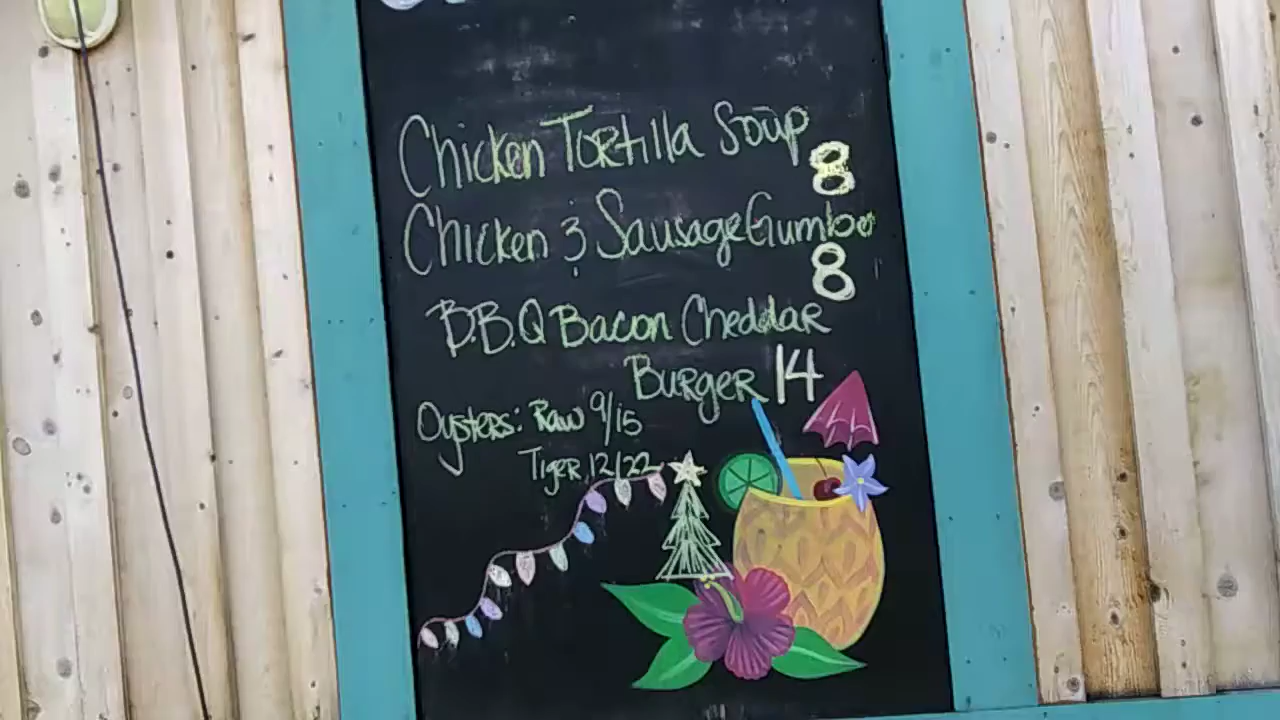 Chicken Tortilla Soup
8
Chicken & Sausage Gumbo
8
B.B.Q Bacon Cheddar
Burger 14
Oysters: Raw 9/15
Tiger 12/22